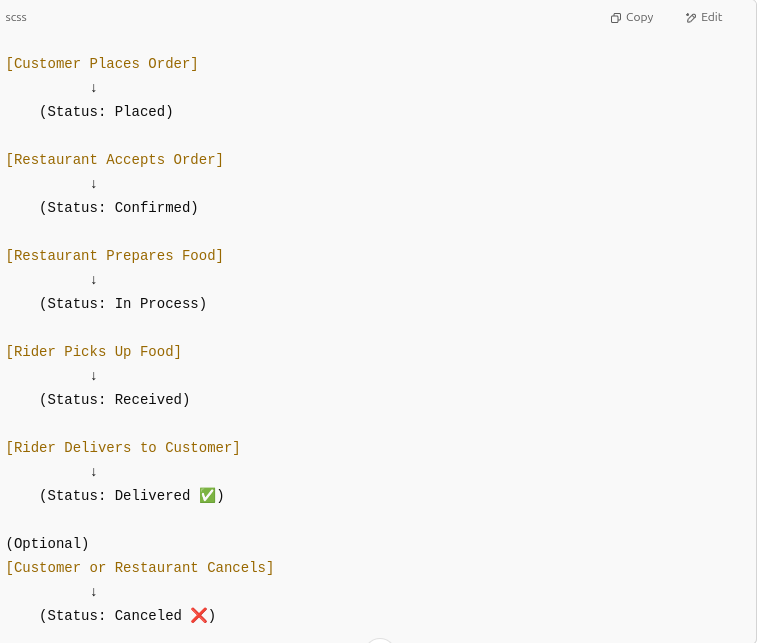 scss
Copy
Edit
[Customer Places Order]
↓
(Status: Placed)
[Restaurant Accepts Order]
↓
(Status: Confirmed)
[Restaurant Prepares Food]
↓
(Status: In Process)
[Rider Picks Up Food]
↓
(Status: Received)
[Rider Delivers to Customer]
↓
(Status: Delivered ✅)
(Optional)
[Customer or Restaurant Cancels]
↓
(Status: Canceled ❌)